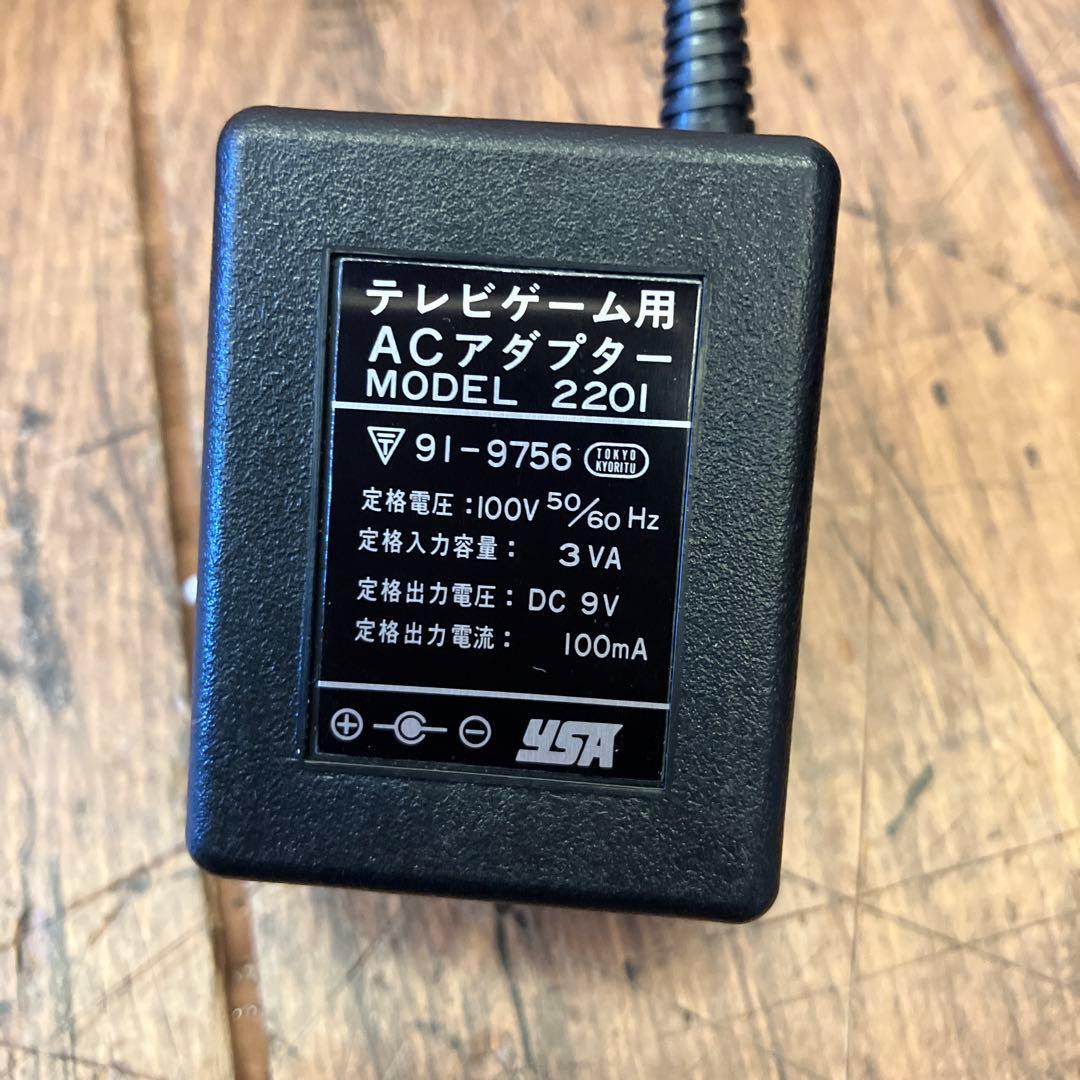 テレビゲーム用
ACアダプター
MODEL 2201
91-9756 TOKYO KYORITU
定格電圧:100V 50/60 Hz
定格入力容量: 3VA
定格出力電圧: DC 9V
定格出力電流: 100mA
YSA